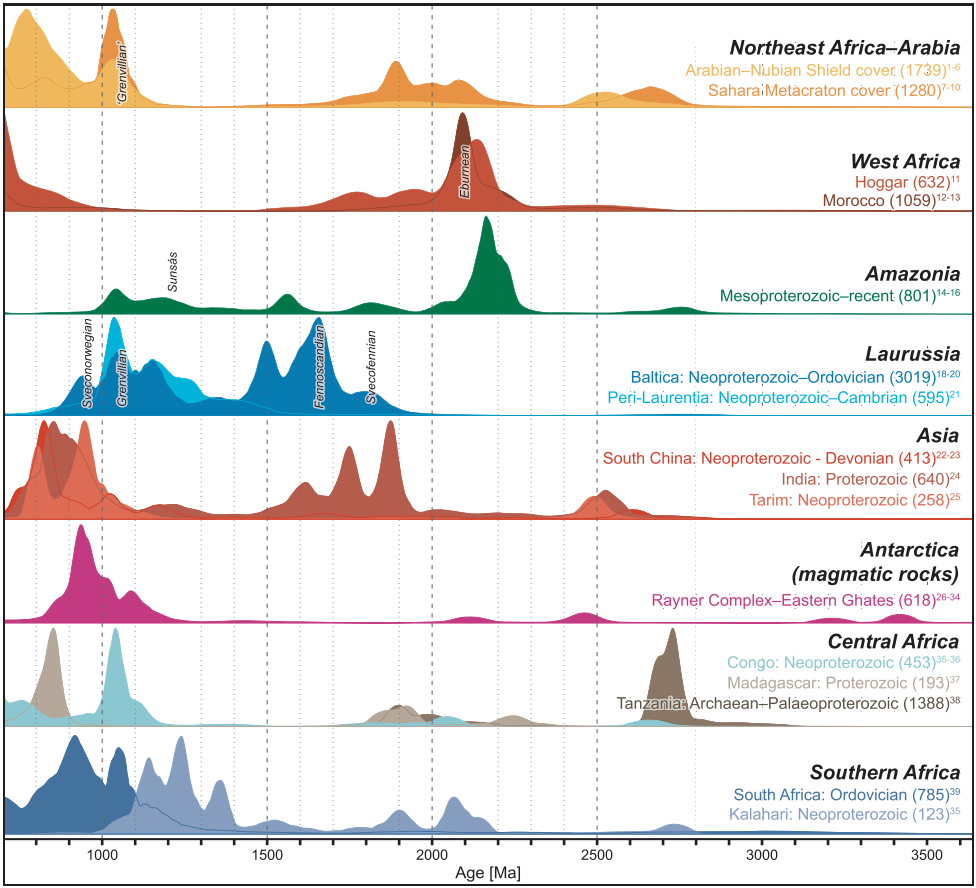 Northeast Africa–Arabia
Arabian–Nubian Shield cover (1739)1-6
Sahara Metacraton cover (1280)7-10
'Grenvillian'
West Africa
Hoggar (632)11
Morocco (1059)12-13
Eburnean
Amazonia
Mesoproterozoic–recent (801)14-16
Sunsás
Laurussia
Baltica: Neoproterozoic–Ordovician (3019)18-20
Peri-Laurentia: Neoproterozoic–Cambrian (595)21
Sveconorwegian
Grenvillian
Fennoscandian
Svecofennian
Asia
South China: Neoproterozoic - Devonian (413)22-23
India: Proterozoic (640)24
Tarim: Neoproterozoic (258)25
Antarctica
(magmatic rocks)
Rayner Complex–Eastern Ghates (618)26-34
Central Africa
Congo: Neoproterozoic (453)35-36
Madagascar: Proterozoic (193)37
Tanzania: Archaean–Palaeoproterozoic (1388)38
Southern Africa
South Africa: Ordovician (785)39
Kalahari: Neoproterozoic (123)35
1000 1500 2000 2500 3000 3500
Age [Ma]